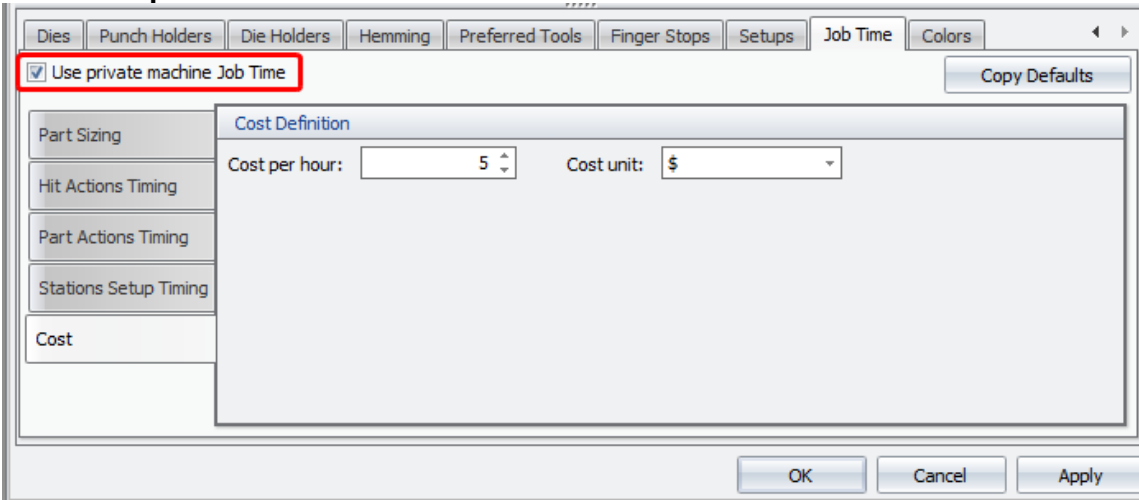 Dies Punch Holders Die Holders Hemming Preferred Tools Finger Stops Setups Job Time Colors
Use private machine Job Time
Copy Defaults
Part Sizing
Hit Actions Timing
Part Actions Timing
Stations Setup Timing
Cost
Cost Definition
Cost per hour: 5 Cost unit: $
OK Cancel Apply